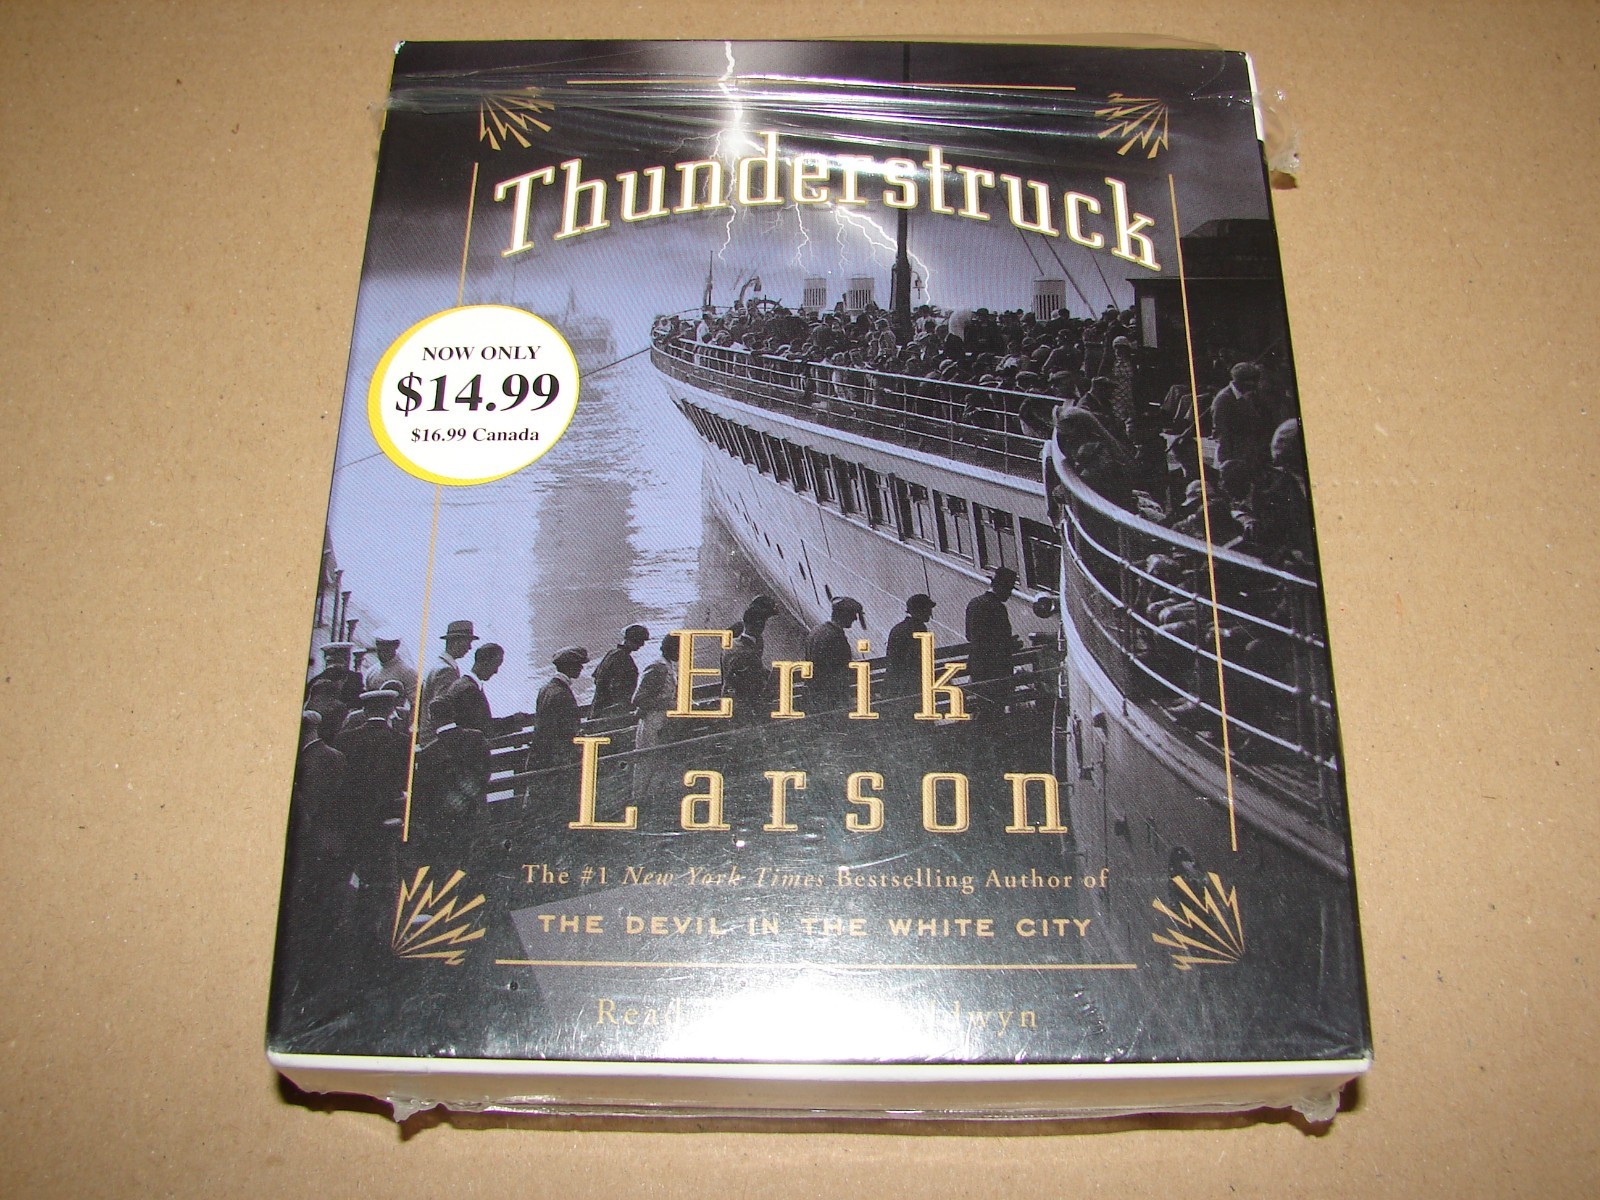 Thunderstruck
NOW ONLY
$14.99
$16.99 Canada
Erik
Larson
The #1 New York Times Bestselling Author of
THE DEVIL IN THE WHITE CITY